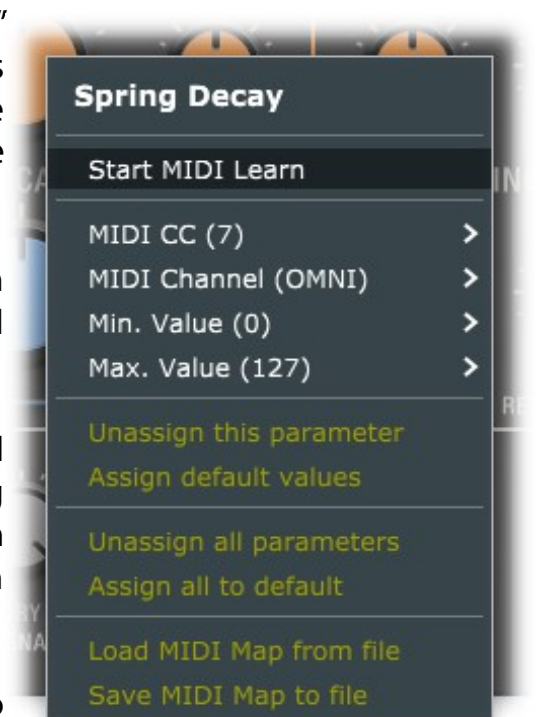 Spring Decay
Start MIDI Learn
MIDI CC (7)
MIDI Channel (OMNI)
Min. Value (0)
Max. Value (127)
Unassign this parameter
Assign default values
Unassign all parameters
Assign all to default
Load MIDI Map from file
Save MIDI Map to file